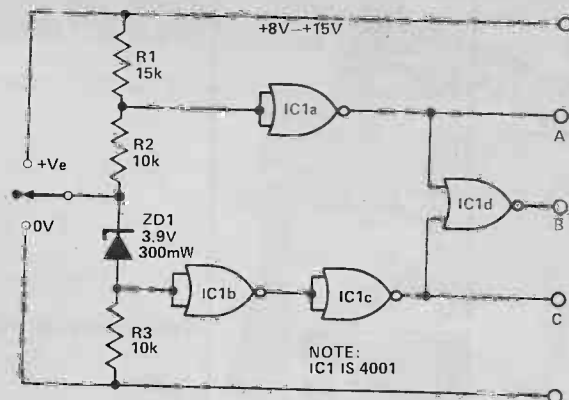 +8V—+15V
R1
15k
IC1a
A
R2
10k
+Ve
IC1d
B
0V
ZD1
3.9V
300mW
IC1b
IC1c
C
R3
10k
NOTE:
IC1 IS 4001